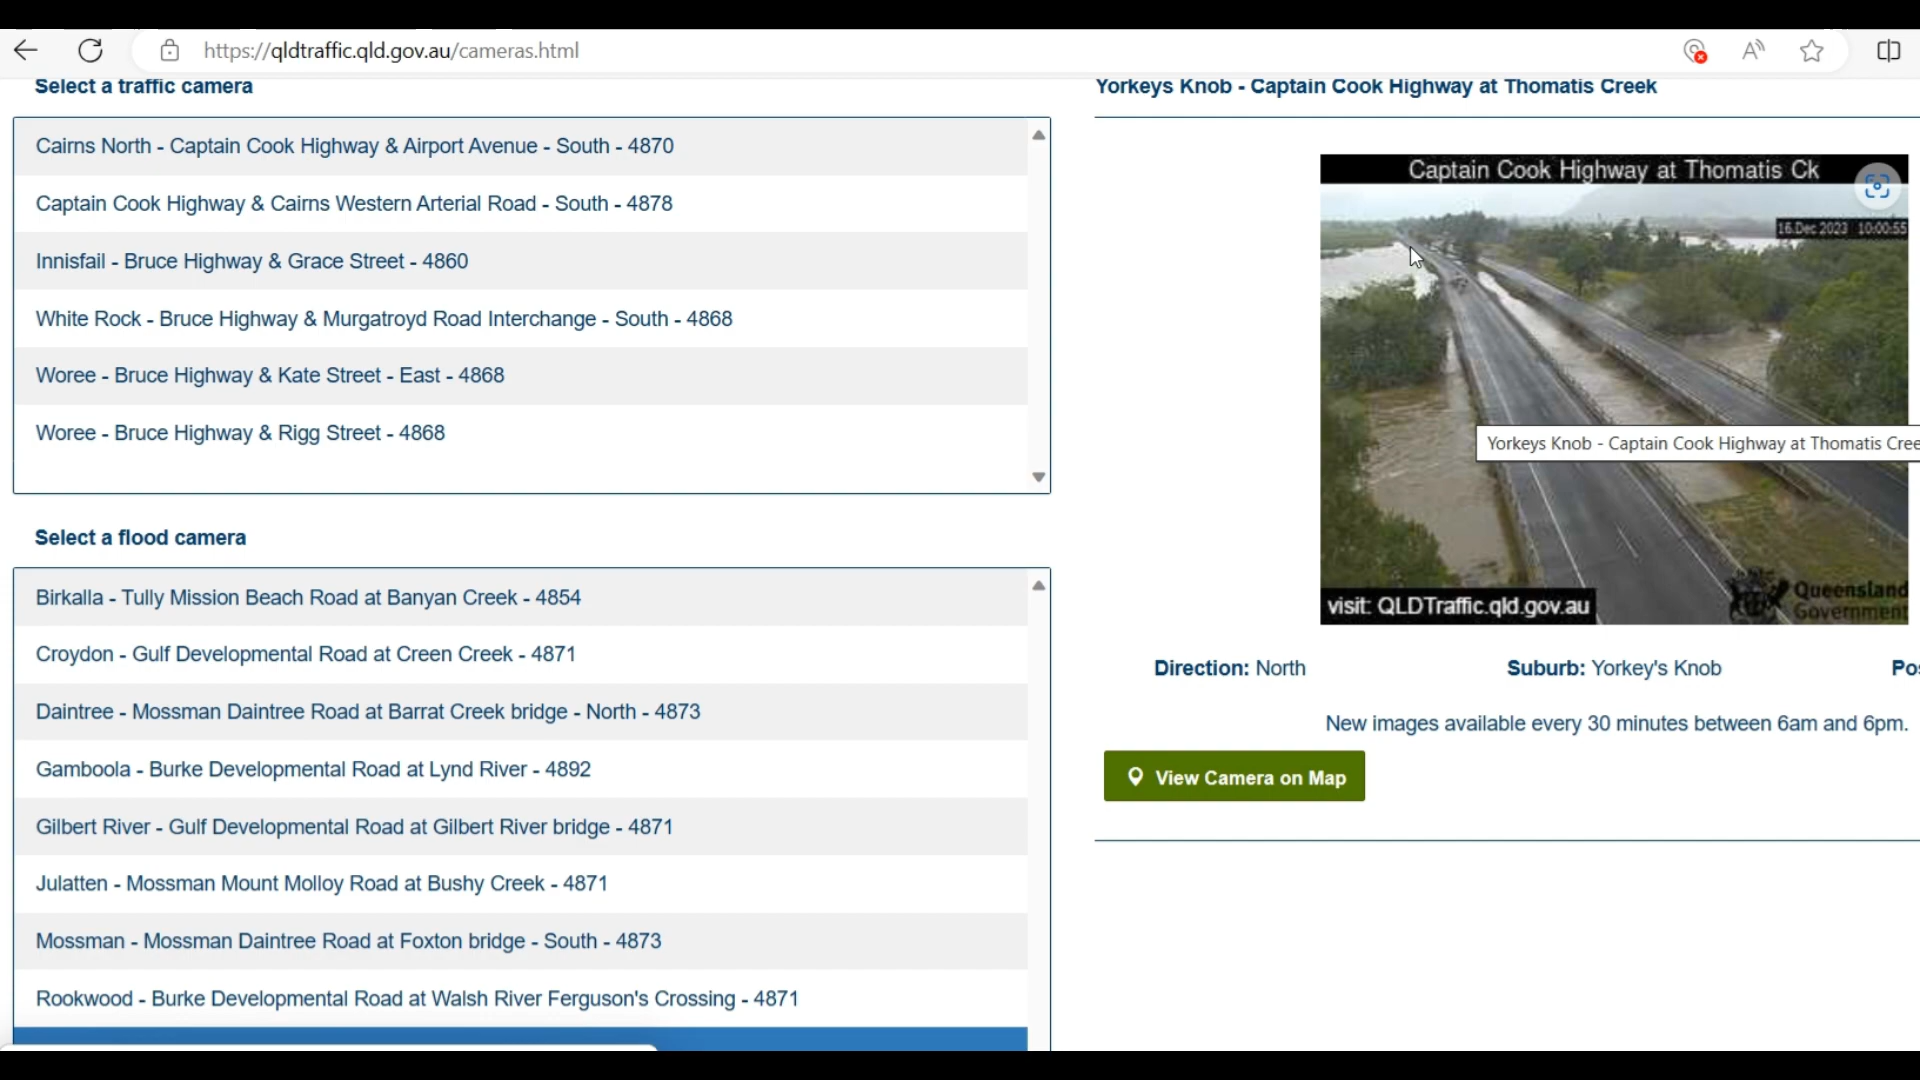 https://qldtraffic.qld.gov.au/cameras.html
Select a traffic camera
Cairns North - Captain Cook Highway & Airport Avenue - South - 4870
Captain Cook Highway & Cairns Western Arterial Road - South - 4878
Innisfail - Bruce Highway & Grace Street - 4860
White Rock - Bruce Highway & Murgatroyd Road Interchange - South - 4868
Woree - Bruce Highway & Kate Street - East - 4868
Woree - Bruce Highway & Rigg Street - 4868
Select a flood camera
Birkalla - Tully Mission Beach Road at Banyan Creek - 4854
Croydon - Gulf Developmental Road at Creen Creek - 4871
Daintree - Mossman Daintree Road at Barrat Creek bridge - North - 4873
Gamboola - Burke Developmental Road at Lynd River - 4892
Gilbert River - Gulf Developmental Road at Gilbert River bridge - 4871
Julatten - Mossman Mount Molloy Road at Bushy Creek - 4871
Mossman - Mossman Daintree Road at Foxton bridge - South - 4873
Rookwood - Burke Developmental Road at Walsh River Ferguson's Crossing - 4871
Yorkeys Knob - Captain Cook Highway at Thomatis Creek
Captain Cook Highway at Thomatis Ck
16.Dec 2023 10:00:55
Yorkeys Knob - Captain Cook Highway at Thomatis Cree
visit: QLDTraffic.qld.gov.au
Queensland
Government
Direction: North Suburb: Yorkey's Knob Pos
New images available every 30 minutes between 6am and 6pm.
View Camera on Map